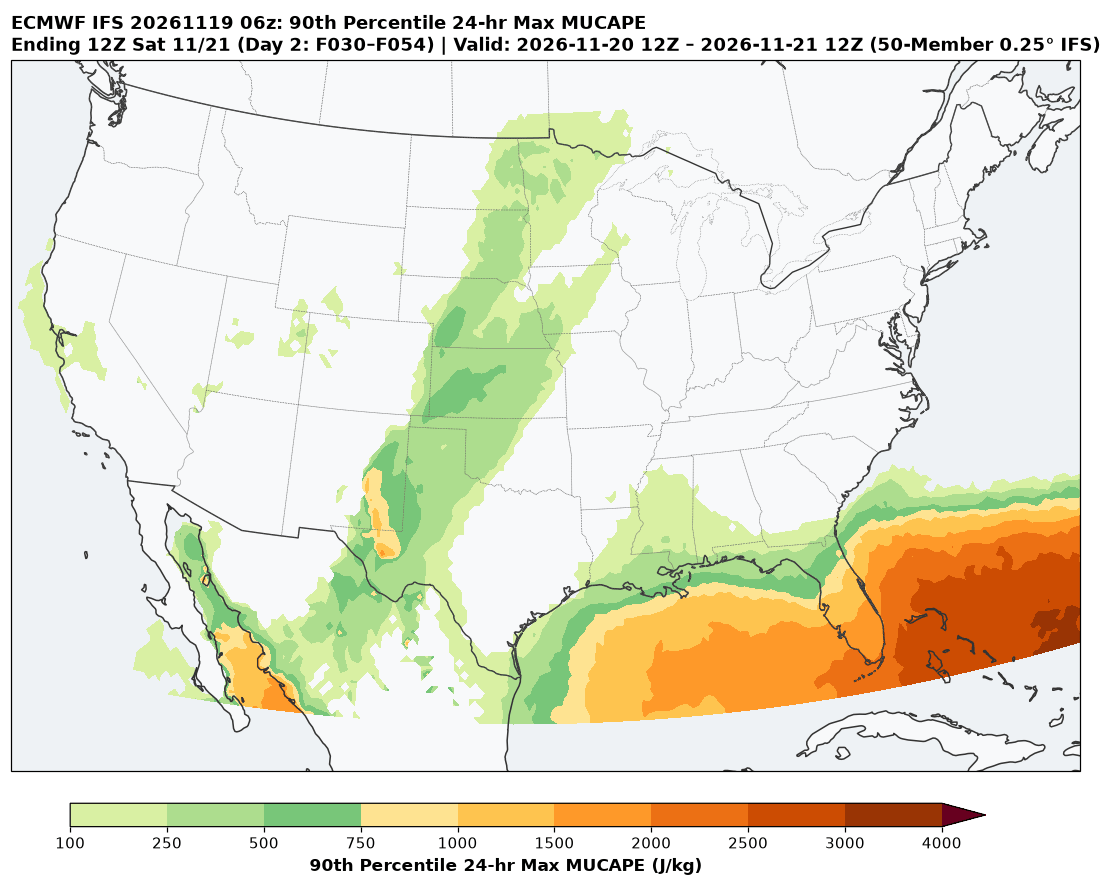 ECMWF IFS 20261119 06z: 90th Percentile 24-hr Max MUCAPE
Ending 12Z Sat 11/21 (Day 2: F030–F054) | Valid: 2026-11-20 12Z – 2026-11-21 12Z (50-Member 0.25° IFS)
100 250 500 750 1000 1500 2000 2500 3000 4000
90th Percentile 24-hr Max MUCAPE (J/kg)